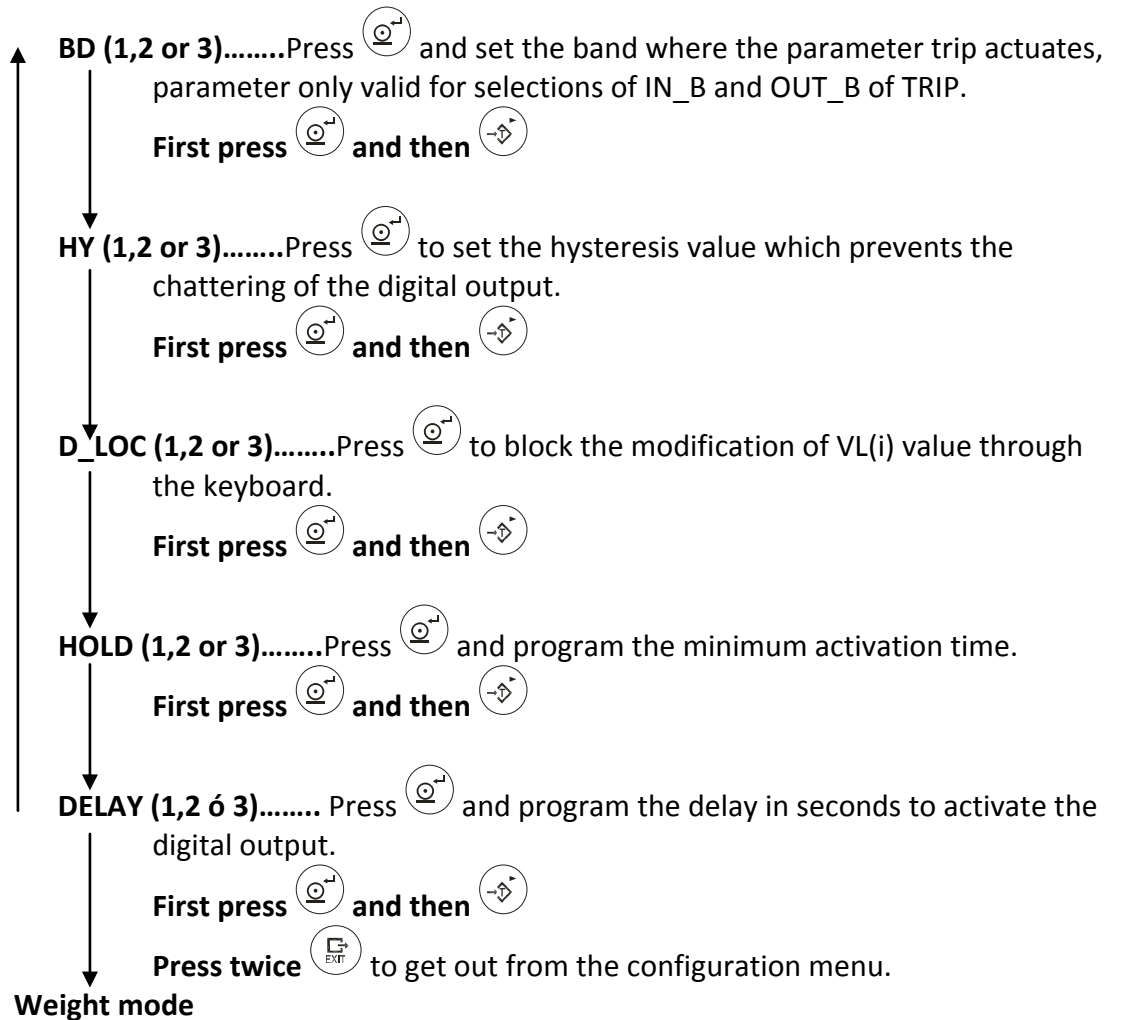 BD (1,2 or 3)……..Press and set the band where the parameter trip actuates,
parameter only valid for selections of IN_B and OUT_B of TRIP.
First press and then
HY (1,2 or 3)……..Press to set the hysteresis value which prevents the
chattering of the digital output.
First press and then
D_LOC (1,2 or 3)……..Press to block the modification of VL(i) value through
the keyboard.
First press and then
HOLD (1,2 or 3)……..Press and program the minimum activation time.
First press and then
DELAY (1,2 ó 3)…….. Press and program the delay in seconds to activate the
digital output.
First press and then
Press twice EXIT to get out from the configuration menu.
Weight mode